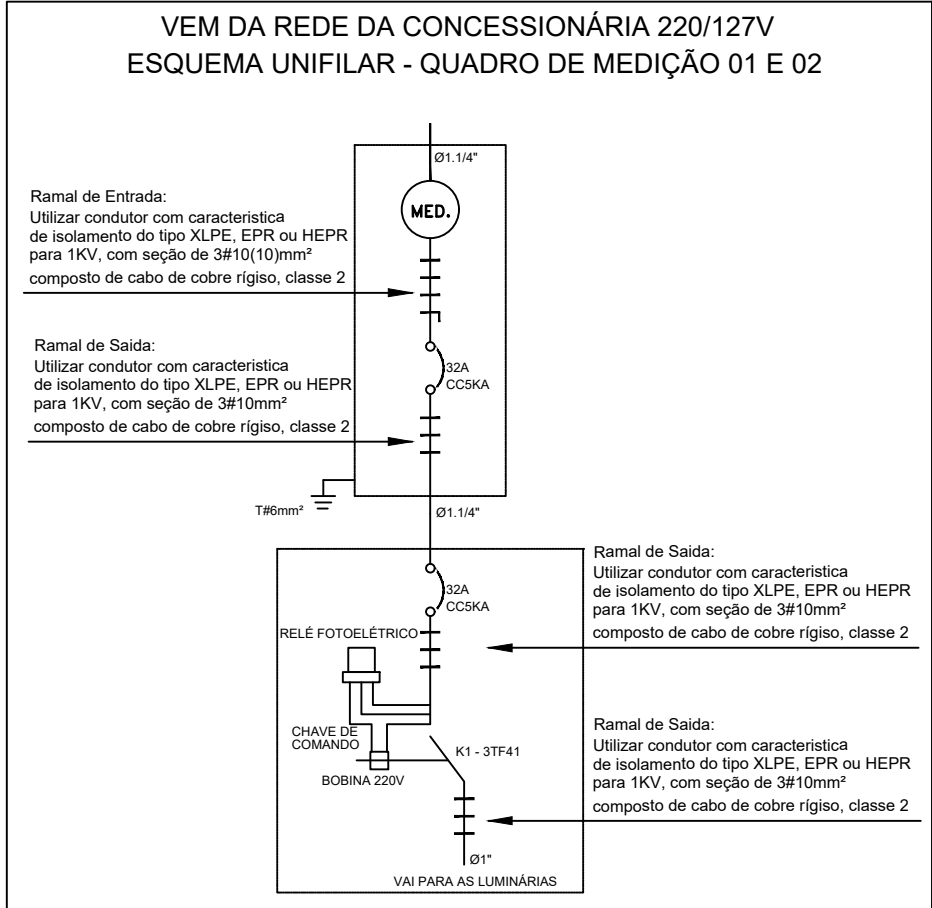 VEM DA REDE DA CONCESSIONÁRIA 220/127V
ESQUEMA UNIFILAR - QUADRO DE MEDIÇÃO 01 E 02
Ø1.1/4"
MED.
Ramal de Entrada:
Utilizar condutor com caracteristica
de isolamento do tipo XLPE, EPR ou HEPR
para 1KV, com seção de 3#10(10)mm²
composto de cabo de cobre rígiso, classe 2
Ramal de Saida:
Utilizar condutor com caracteristica
de isolamento do tipo XLPE, EPR ou HEPR
para 1KV, com seção de 3#10mm²
composto de cabo de cobre rígiso, classe 2
32A
CC5KA
T#6mm²
Ø1.1/4"
32A
CC5KA
RELÉ FOTOELÉTRICO
Ramal de Saida:
Utilizar condutor com caracteristica
de isolamento do tipo XLPE, EPR ou HEPR
para 1KV, com seção de 3#10mm²
composto de cabo de cobre rígiso, classe 2
CHAVE DE
COMANDO
K1 - 3TF41
BOBINA 220V
Ramal de Saida:
Utilizar condutor com caracteristica
de isolamento do tipo XLPE, EPR ou HEPR
para 1KV, com seção de 3#10mm²
composto de cabo de cobre rígiso, classe 2
Ø1"
VAI PARA AS LUMINÁRIAS